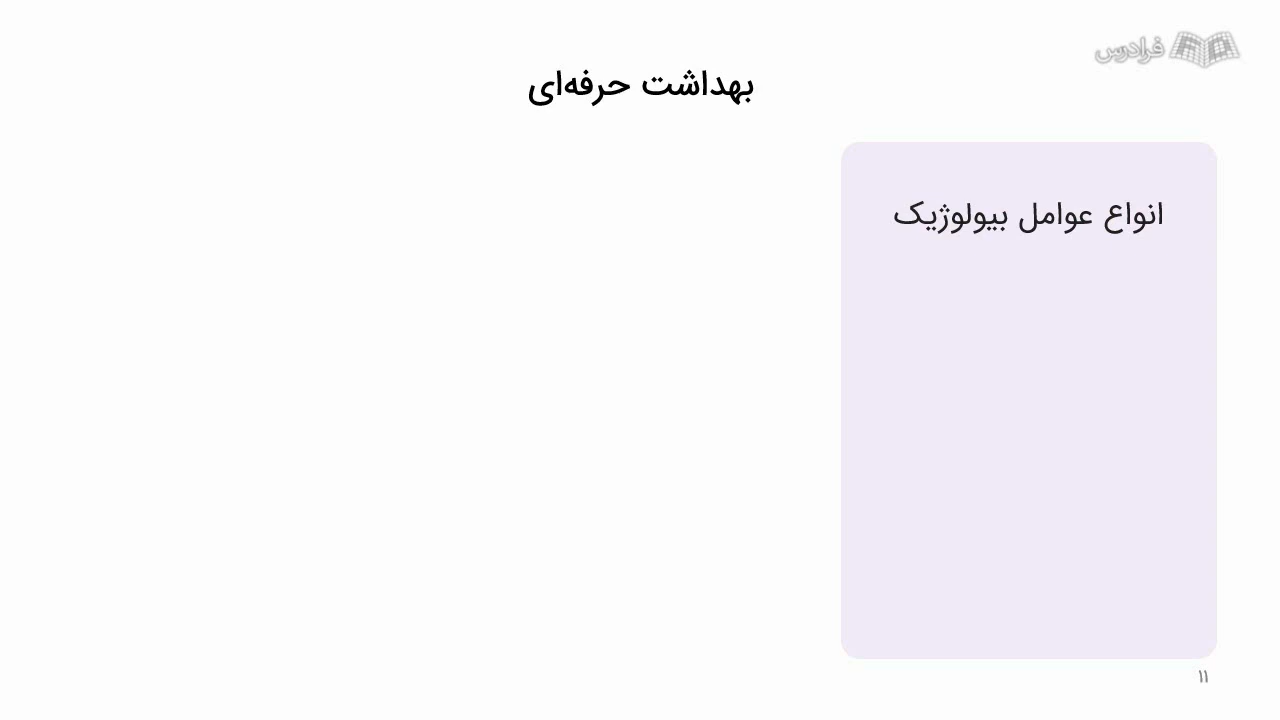 فرادرس
بهداشت حرفه‌ای
انواع عوامل بیولوژیک
۱۱